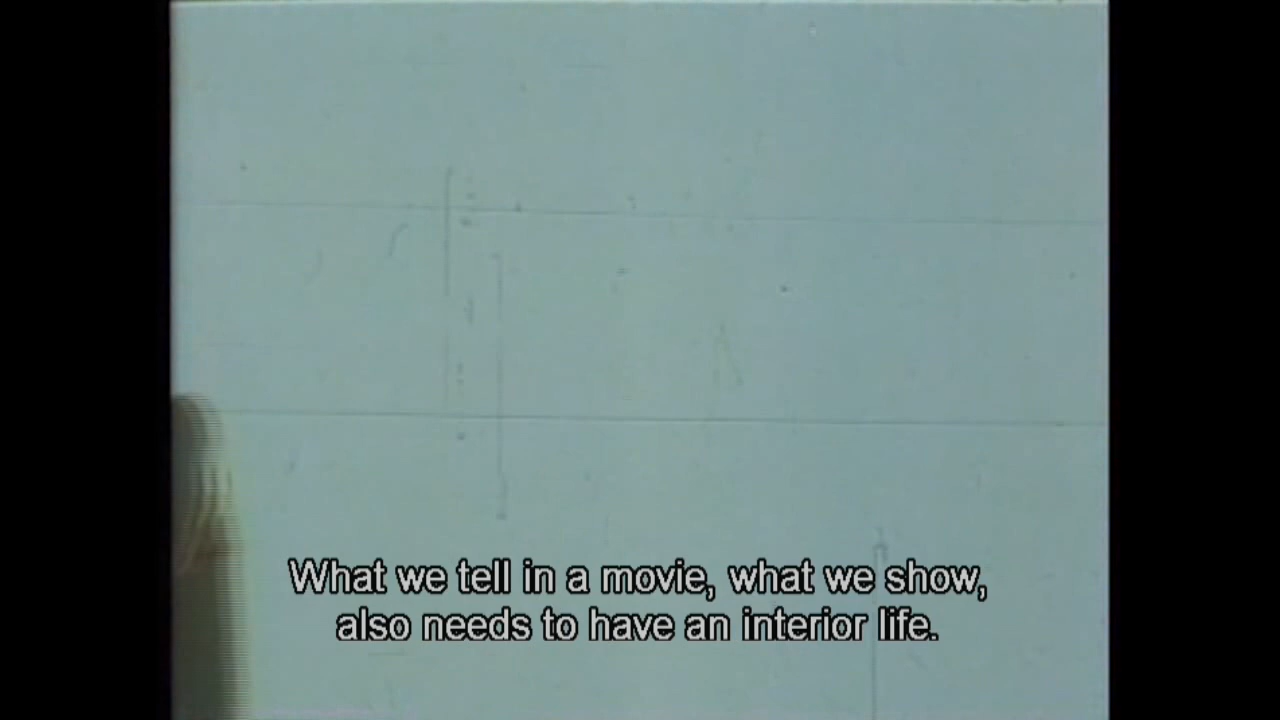 What we tell in a movie, what we show,
also needs to have an interior life.